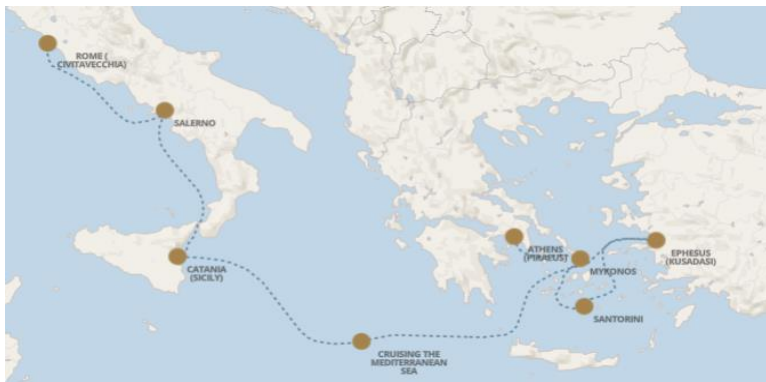 ROME (
CIVITAVECCHIA)
SALERNO
CATANIA
(SICILY)
CRUISING THE
MEDITERRANEAN
SEA
ATHENS
(PIRAEUS)
MYKONOS
SANTORINI
EPHESUS
(KUSADASI)